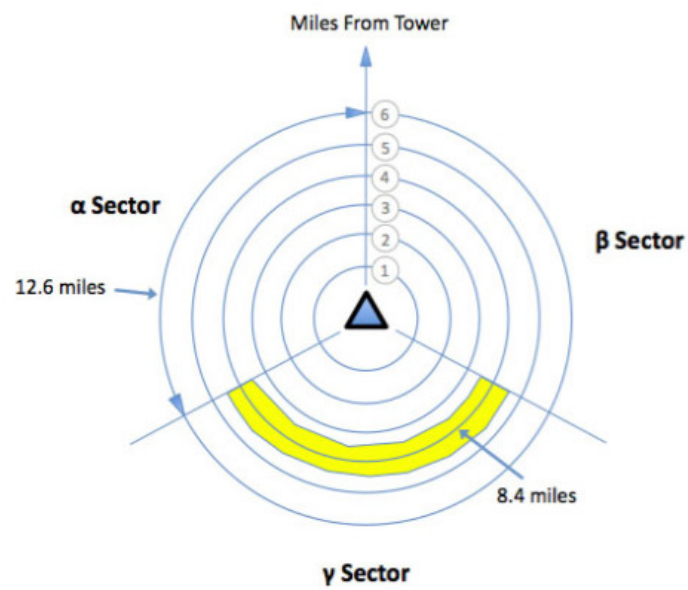 Miles From Tower
6
5
4
3
2
1
α Sector
β Sector
12.6 miles
8.4 miles
γ Sector